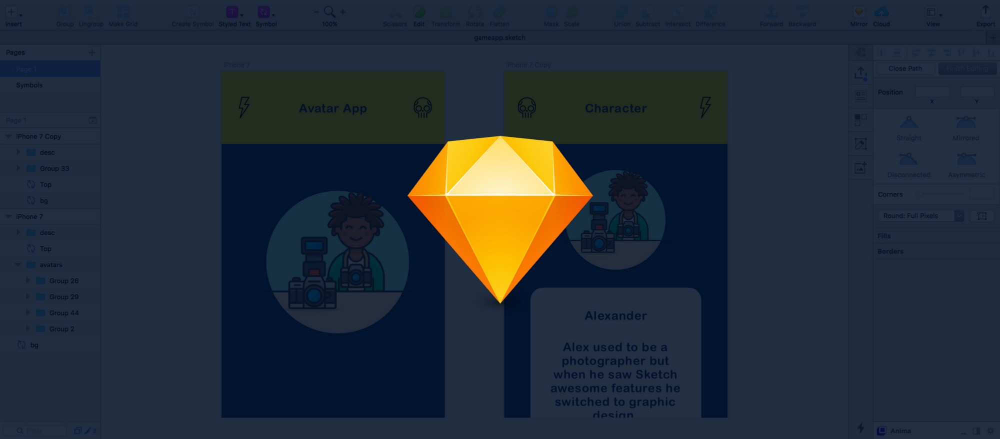 Insert
Group
Ungroup
Make Grid
Create Symbol
Styled Text
Symbol
100%
Scissors
Edit
Transform
Rotate
Flatten
Mask
Scale
Union
Subtract
Intersect
Difference
Forward
Backward
Mirror
Cloud
View
Export
gameapp.sketch
Pages
Page 1
Symbols
Page 1
iPhone 7 Copy
desc
Group 33
Top
bg
iPhone 7
desc
Top
avatars
Group 26
Group 29
Group 44
Group 2
bg
Filter
2
iPhone 7
Avatar App
iPhone 7 Copy
Character
Alexander
Alex used to be a
photographer but
when he saw Sketch
awesome features he
switched to graphic
design
Close Path
Finish Editing
Position
X
Y
Straight
Mirrored
Disconnected
Asymmetric
Corners
Round: Full Pixels
Fills
Borders
Anima